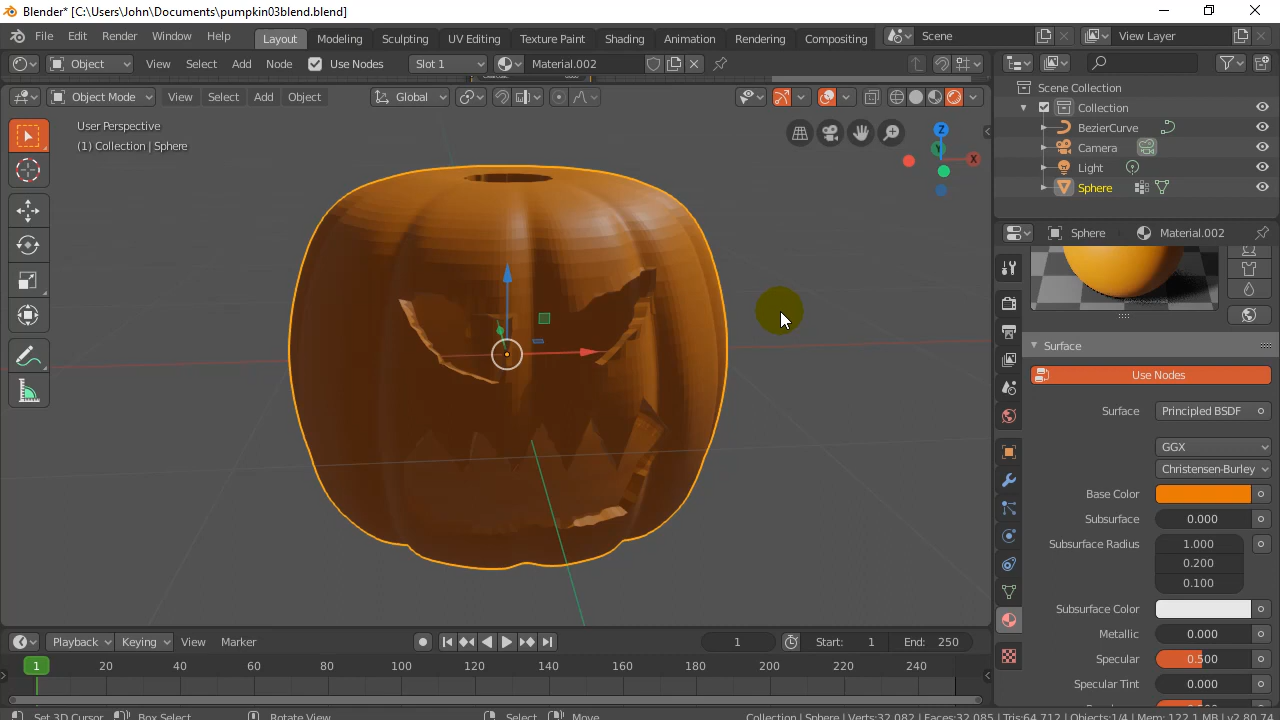 Blender* [C:\Users\John\Documents\pumpkin03blend.blend]
File Edit Render Window Help Layout Modeling Sculpting UV Editing Texture Paint Shading Animation Rendering Compositing Scene View Layer
Object View Select Add Node Use Nodes Slot 1 Material.002
Object Mode View Select Add Object Global
User Perspective
(1) Collection | Sphere
Z
Y
X
Scene Collection
Collection
BezierCurve
Camera
Light
Sphere
Sphere Material.002
Surface
Use Nodes
Surface Principled BSDF
GGX
Christensen-Burley
Base Color
Subsurface 0.000
Subsurface Radius 1.000
0.200
0.100
Subsurface Color
Metallic 0.000
Specular 0.500
Specular Tint 0.000
Playback Keying View Marker 1 Start: 1 End: 250
1 20 40 60 80 100 120 140 160 180 200 220 240
Set 3D Cursor Box Select Rotate View Select Move Collection | Sphere | Verts:32,082 | Faces:32,085 | Tris:64,712 | Objects:1/4 | Mem: 122.1 MB | v2.80.74